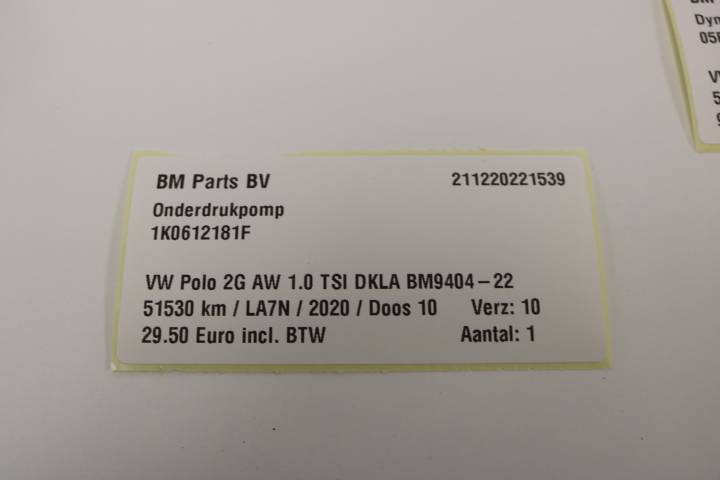 BM Parts BV 211220221539
Onderdrukpomp
1K0612181F
VW Polo 2G AW 1.0 TSI DKLA BM9404-22
51530 km / LA7N / 2020 / Doos 10 Verz: 10
29.50 Euro incl. BTW Aantal: 1